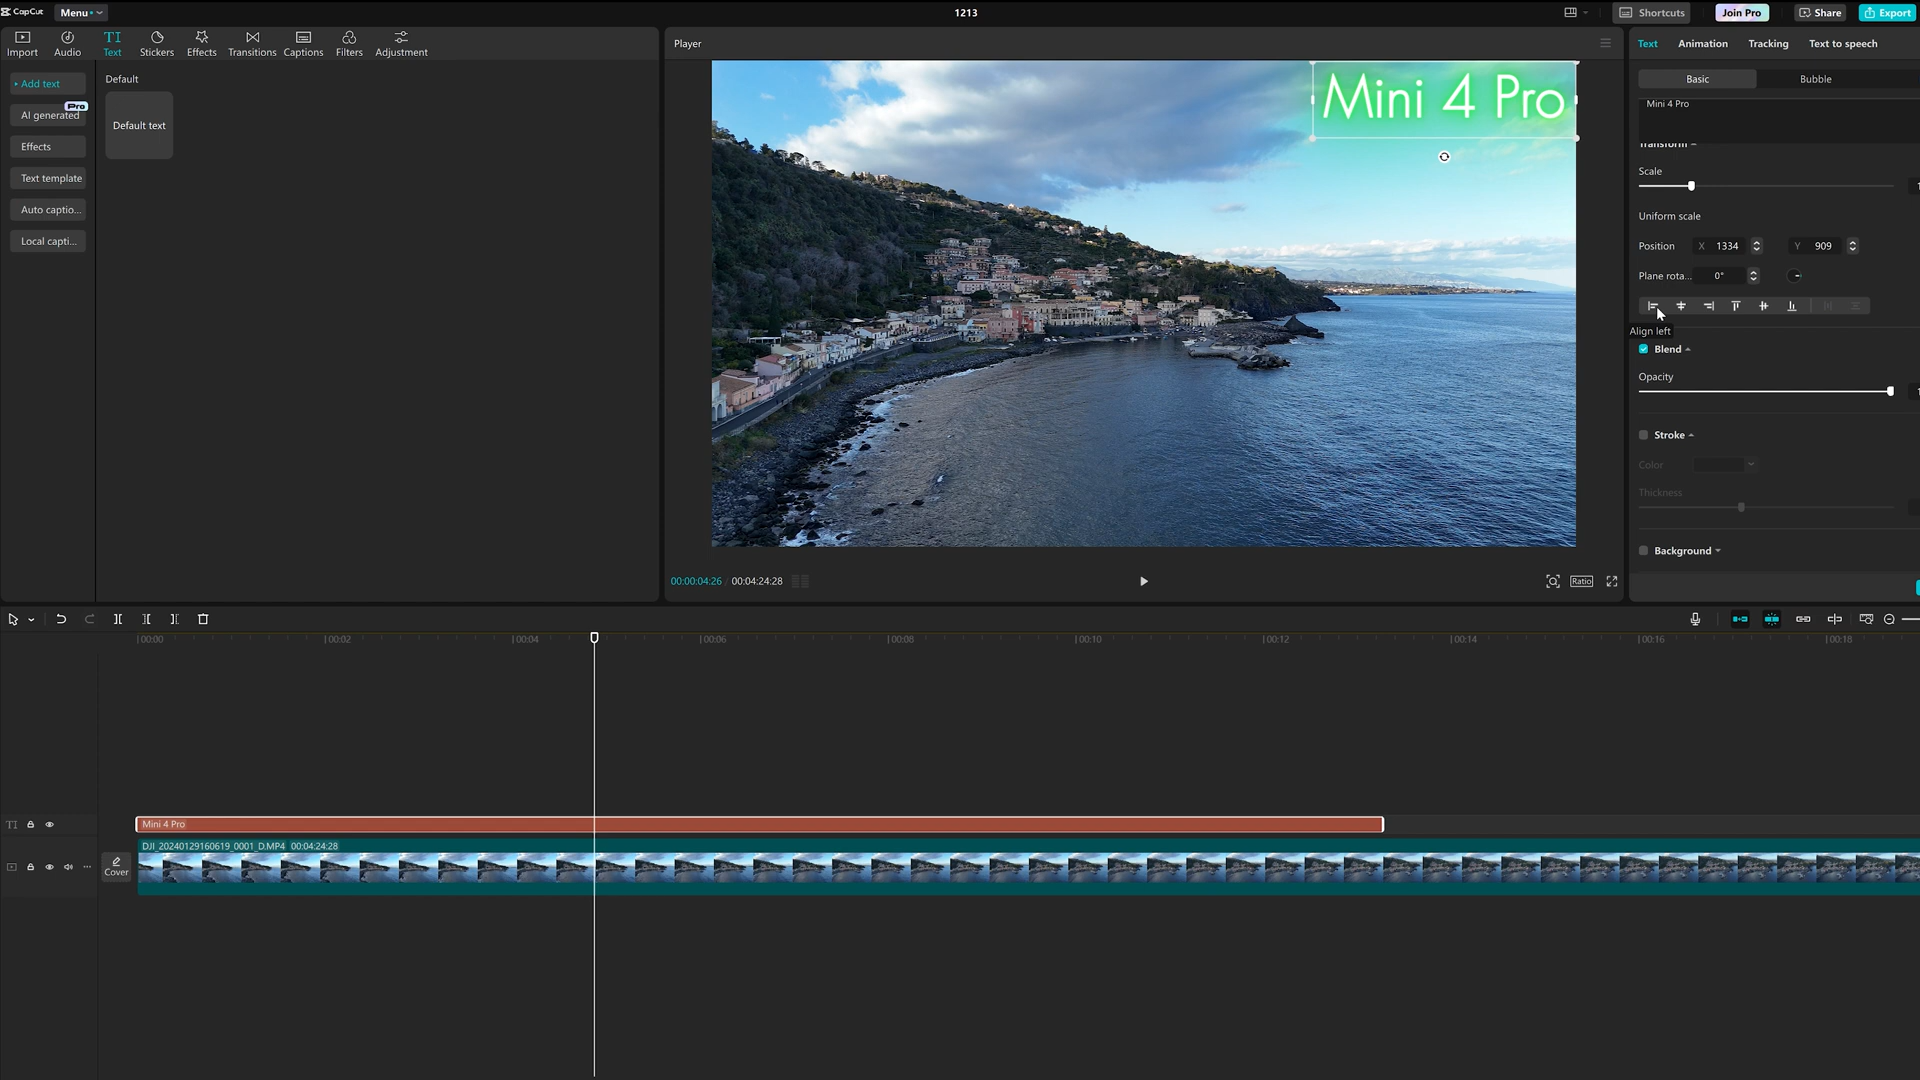 CapCut Menu 1213 Shortcuts Join Pro Share Export
Import Audio Text Stickers Effects Transitions Captions Filters Adjustment
Add text
AI generated Pro
Effects
Text template
Auto captio...
Local capti...
Default
Default text
Player
Mini 4 Pro
00:00:04:26 00:04:24:28
Ratio
Text Animation Tracking Text to speech
Basic Bubble
Mini 4 Pro
Transform
Scale
Uniform scale
Position X 1334 Y 909
Plane rota... 0°
Align left
Blend
Opacity
Stroke
Color
Thickness
Background
00:00 00:02 00:04 00:06 00:08 00:10 00:12 00:14 00:16 00:18
TI Mini 4 Pro
DJI_20240129160619_0001_D.MP4 00:04:24:28
Cover